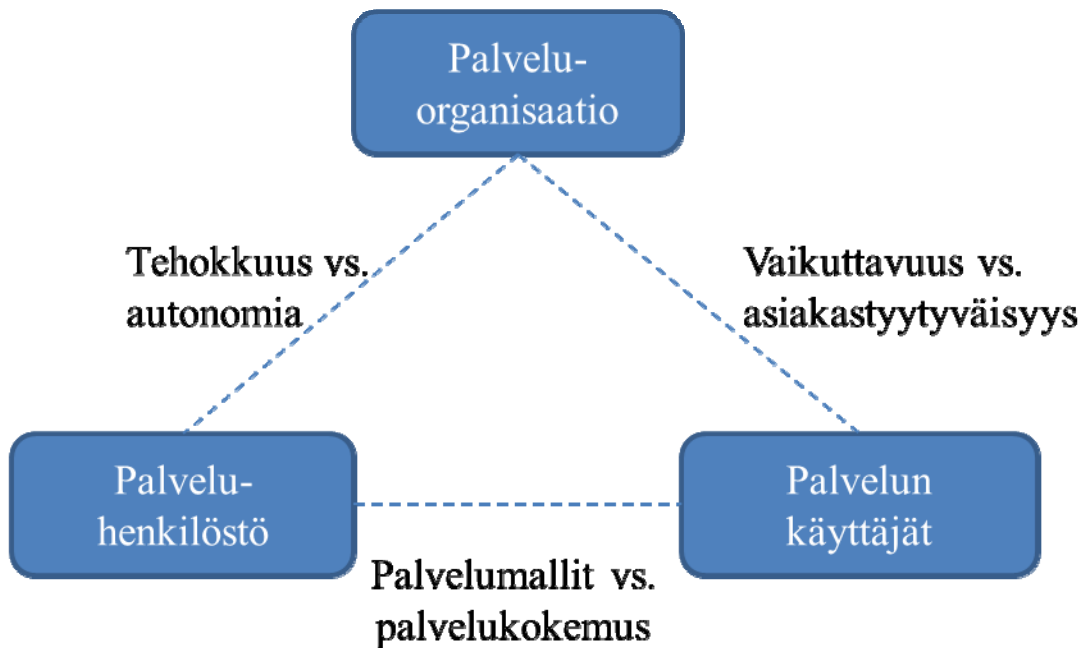 Palvelu-
organisaatio
Tehokkuus vs.
autonomia
Vaikuttavuus vs.
asiakastyytyväisyys
Palvelu-
henkilöstö
Palvelun
käyttäjät
Palvelumallit vs.
palvelukokemus